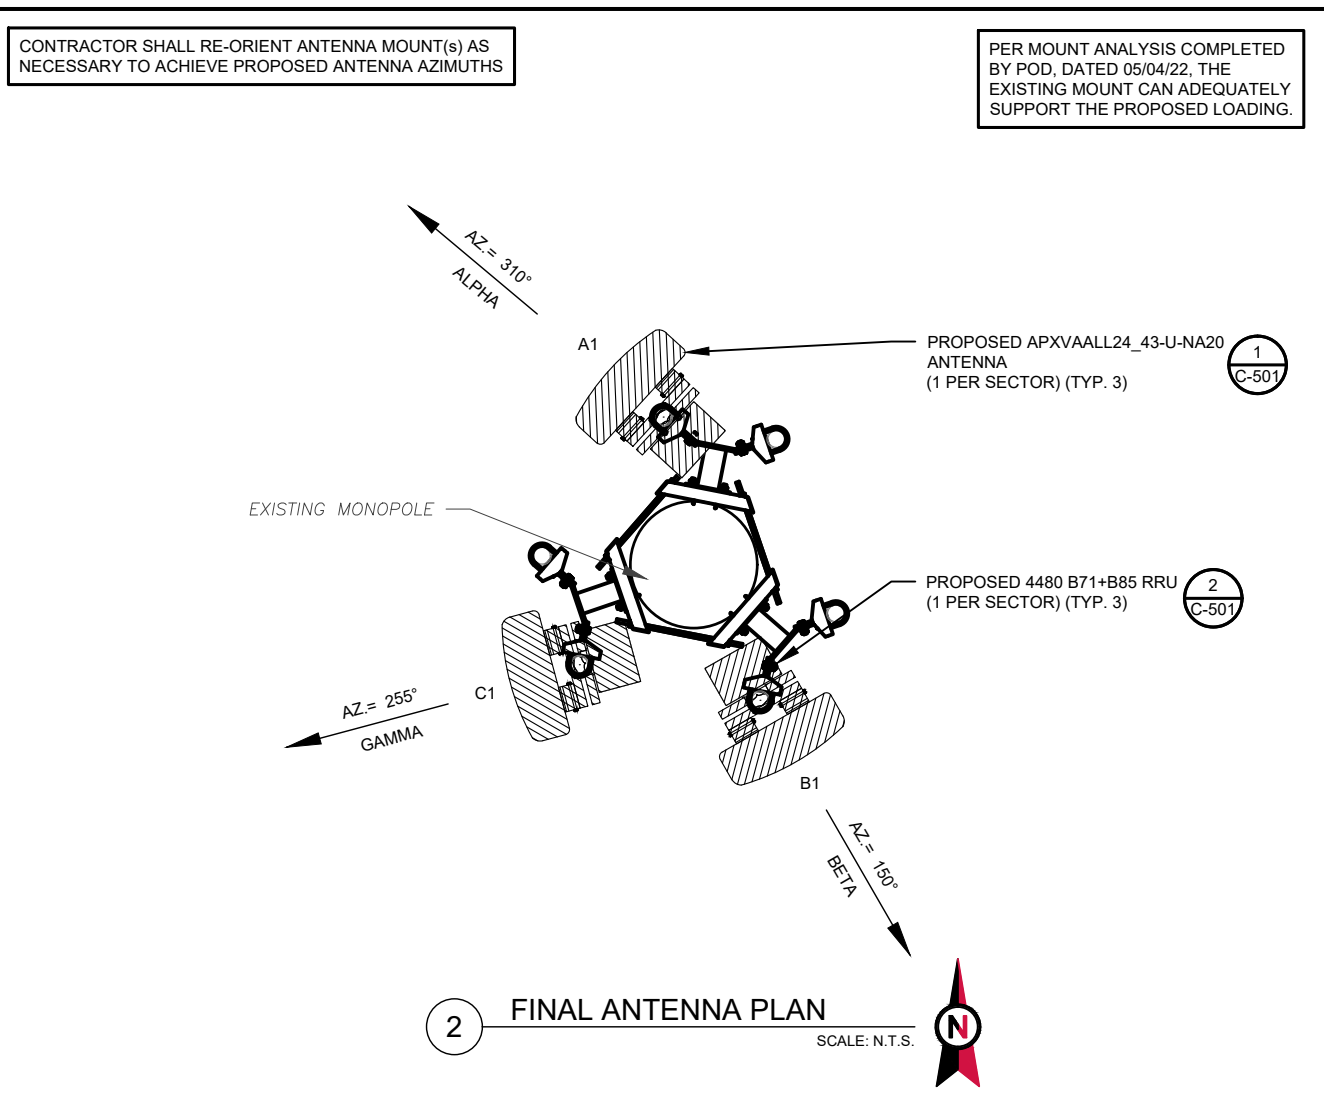 CONTRACTOR SHALL RE-ORIENT ANTENNA MOUNT(s) AS
NECESSARY TO ACHIEVE PROPOSED ANTENNA AZIMUTHS
PER MOUNT ANALYSIS COMPLETED
BY POD, DATED 05/04/22, THE
EXISTING MOUNT CAN ADEQUATELY
SUPPORT THE PROPOSED LOADING.
AZ.= 310°
ALPHA
A1
PROPOSED APXVAALL24_43-U-NA20
ANTENNA
(1 PER SECTOR) (TYP. 3)
1
C-501
EXISTING MONOPOLE
PROPOSED 4480 B71+B85 RRU
(1 PER SECTOR) (TYP. 3)
2
C-501
C1
AZ.= 255°
GAMMA
B1
AZ.= 150°
BETA
2
FINAL ANTENNA PLAN
SCALE: N.T.S.
N